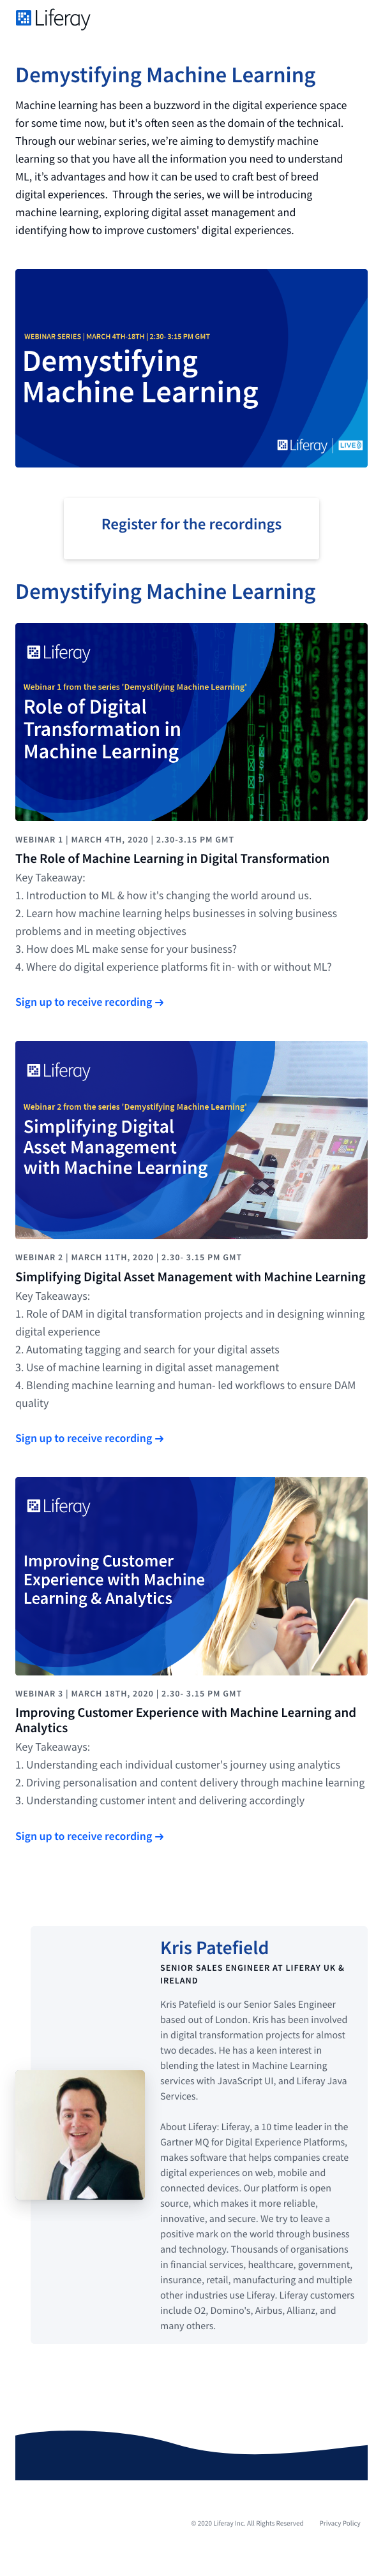 Liferay
Demystifying Machine Learning
Machine learning has been a buzzword in the digital experience space
for some time now, but it's often seen as the domain of the technical.
Through our webinar series, we're aiming to demystify machine
learning so that you have all the information you need to understand
ML, it's advantages and how it can be used to craft best of breed
digital experiences. Through the series, we will be introducing
machine learning, exploring digital asset management and
identifying how to improve customers' digital experiences.
WEBINAR SERIES | MARCH 4TH-18TH | 2:30- 3:15 PM GMT
Demystifying
Machine Learning
Liferay | LIVE
Register for the recordings
Demystifying Machine Learning
Liferay
Webinar 1 from the series 'Demystifying Machine Learning'
Role of Digital
Transformation in
Machine Learning
WEBINAR 1 | MARCH 4TH, 2020 | 2.30-3.15 PM GMT
The Role of Machine Learning in Digital Transformation
Key Takeaway:
1. Introduction to ML & how it's changing the world around us.
2. Learn how machine learning helps businesses in solving business
problems and in meeting objectives
3. How does ML make sense for your business?
4. Where do digital experience platforms fit in- with or without ML?
Sign up to receive recording →
Liferay
Webinar 2 from the series 'Demystifying Machine Learning'
Simplifying Digital
Asset Management
with Machine Learning
WEBINAR 2 | MARCH 11TH, 2020 | 2.30- 3.15 PM GMT
Simplifying Digital Asset Management with Machine Learning
Key Takeaways:
1. Role of DAM in digital transformation projects and in designing winning
digital experience
2. Automating tagging and search for your digital assets
3. Use of machine learning in digital asset management
4. Blending machine learning and human- led workflows to ensure DAM
quality
Sign up to receive recording →
Liferay
Improving Customer
Experience with Machine
Learning & Analytics
WEBINAR 3 | MARCH 18TH, 2020 | 2.30- 3.15 PM GMT
Improving Customer Experience with Machine Learning and
Analytics
Key Takeaways:
1. Understanding each individual customer's journey using analytics
2. Driving personalisation and content delivery through machine learning
3. Understanding customer intent and delivering accordingly
Sign up to receive recording →
Kris Patefield
SENIOR SALES ENGINEER AT LIFERAY UK &
IRELAND
Kris Patefield is our Senior Sales Engineer
based out of London. Kris has been involved
in digital transformation projects for almost
two decades. He has a keen interest in
blending the latest in Machine Learning
services with JavaScript UI, and Liferay Java
Services.
About Liferay: Liferay, a 10 time leader in the
Gartner MQ for Digital Experience Platforms,
makes software that helps companies create
digital experiences on web, mobile and
connected devices. Our platform is open
source, which makes it more reliable,
innovative, and secure. We try to leave a
positive mark on the world through business
and technology. Thousands of organisations
in financial services, healthcare, government,
insurance, retail, manufacturing and multiple
other industries use Liferay. Liferay customers
include O2, Domino's, Airbus, Allianz, and
many others.
© 2020 Liferay Inc. All Rights Reserved Privacy Policy